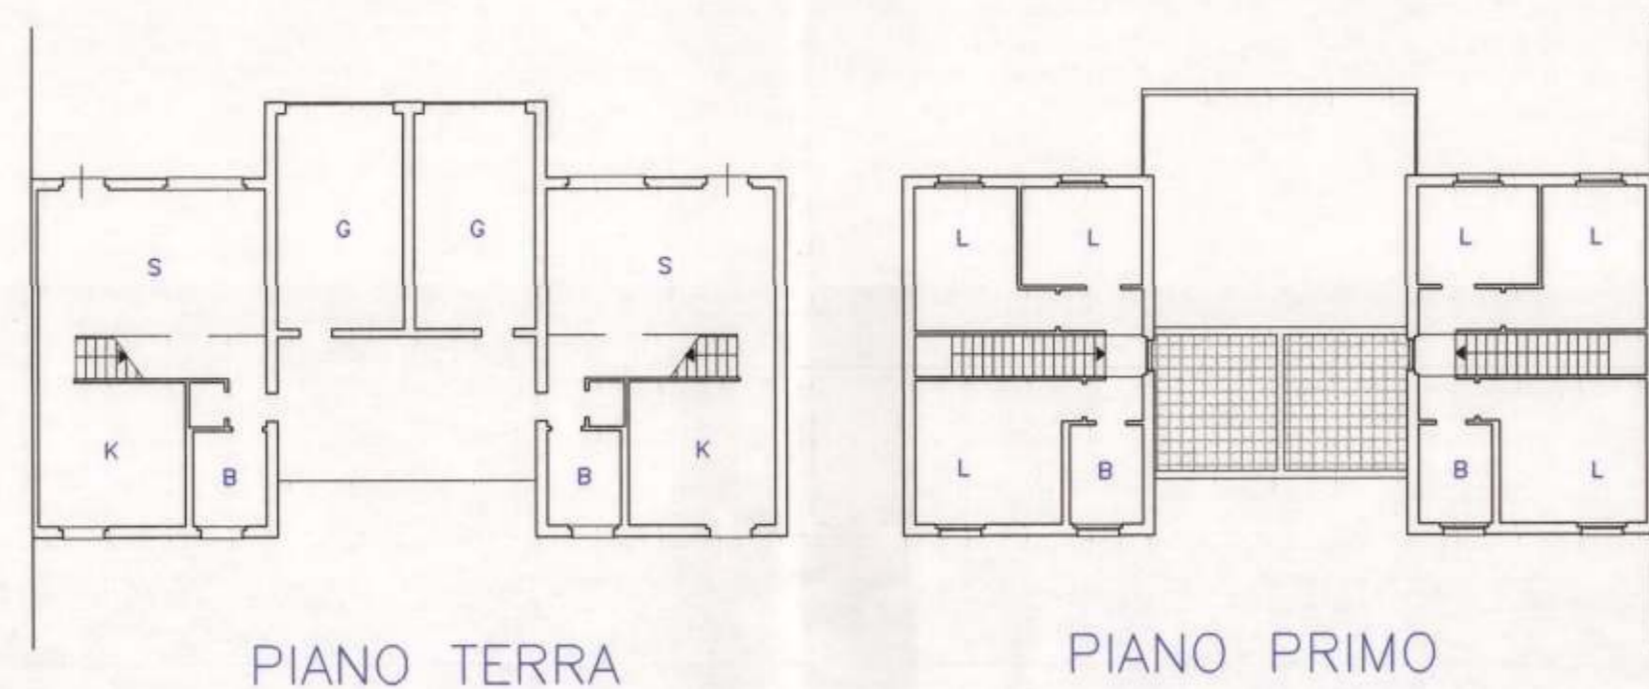 G G
S S
K B B K
PIANO TERRA
L L L L
L B B L
PIANO PRIMO